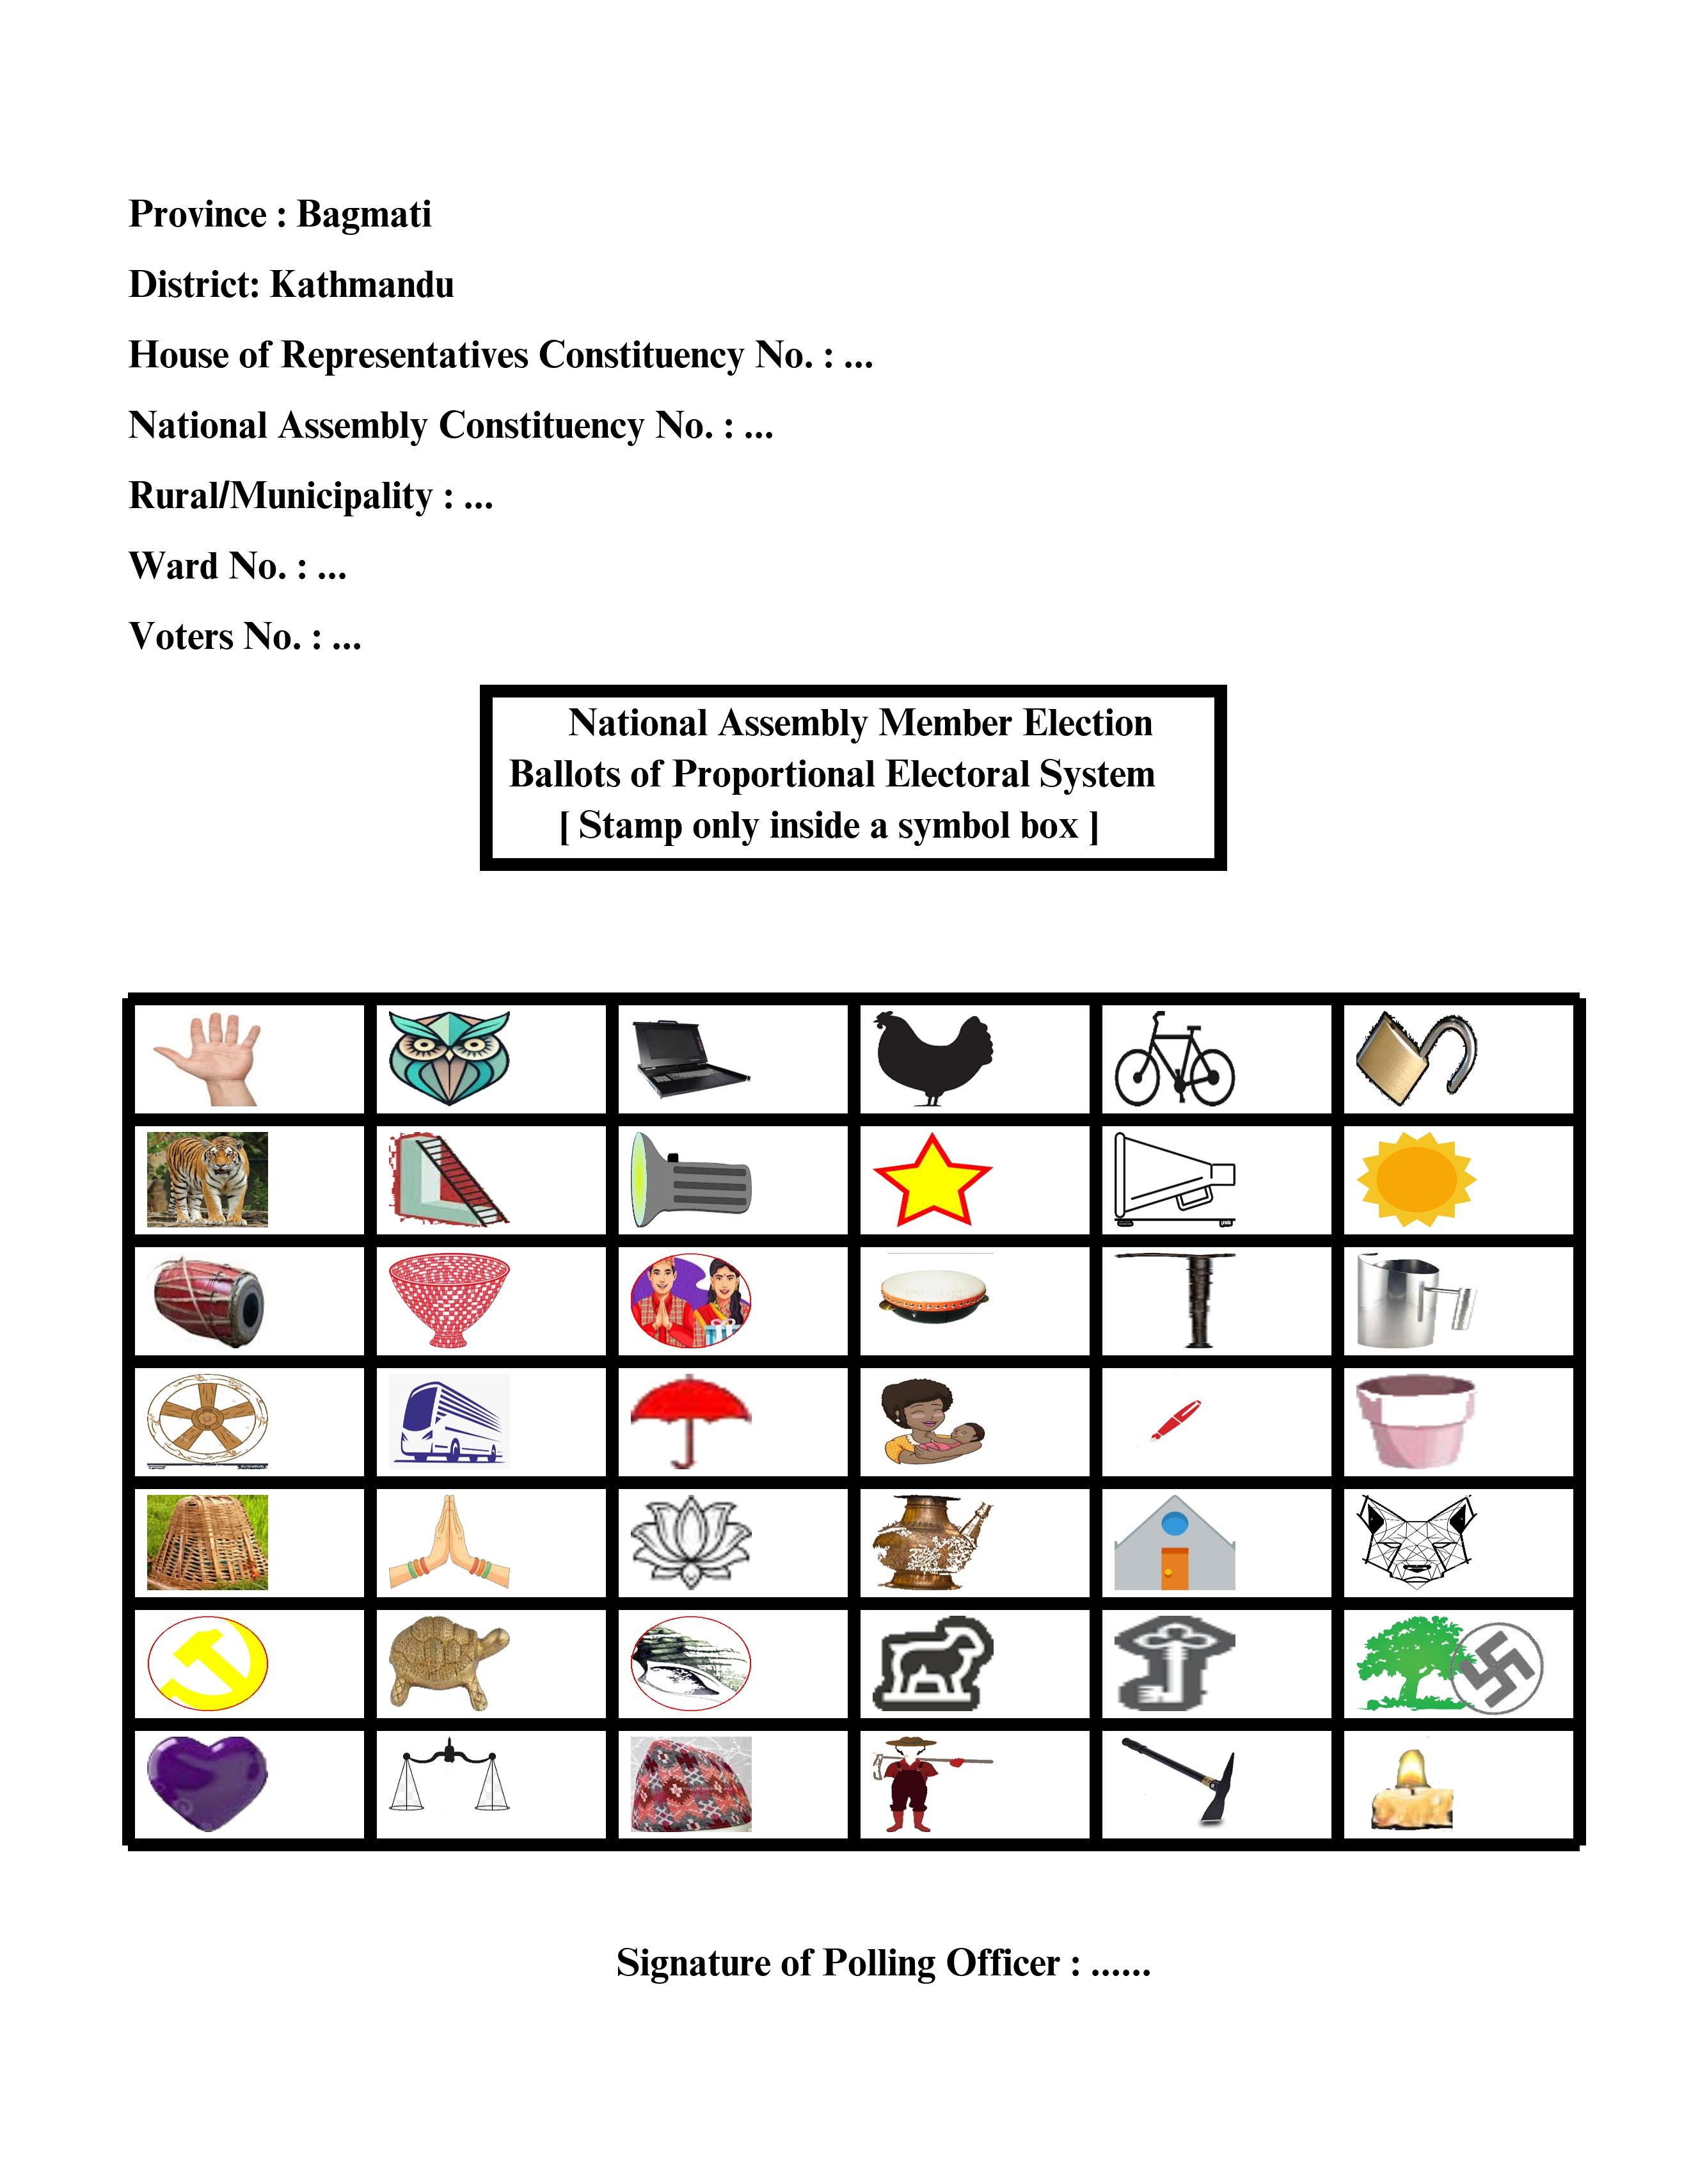 Province : Bagmati
District: Kathmandu
House of Representatives Constituency No. : ...
National Assembly Constituency No. : ...
Rural/Municipality : ...
Ward No. : ...
Voters No. : ...
National Assembly Member Election
Ballots of Proportional Electoral System
[ Stamp only inside a symbol box ]
Signature of Polling Officer : ......